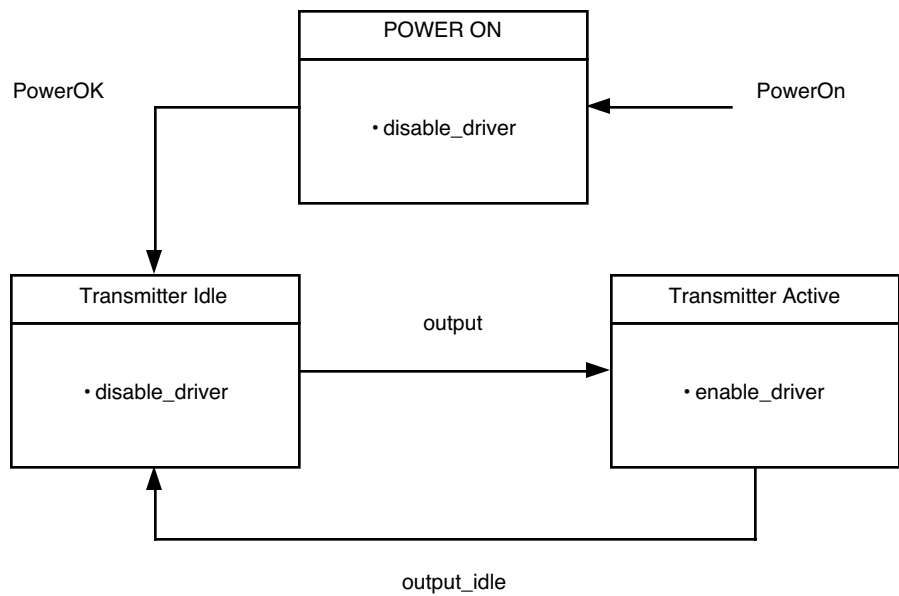 POWER ON
PowerOK
PowerOn
• disable_driver
Transmitter Idle
Transmitter Active
output
• disable_driver
• enable_driver
output_idle